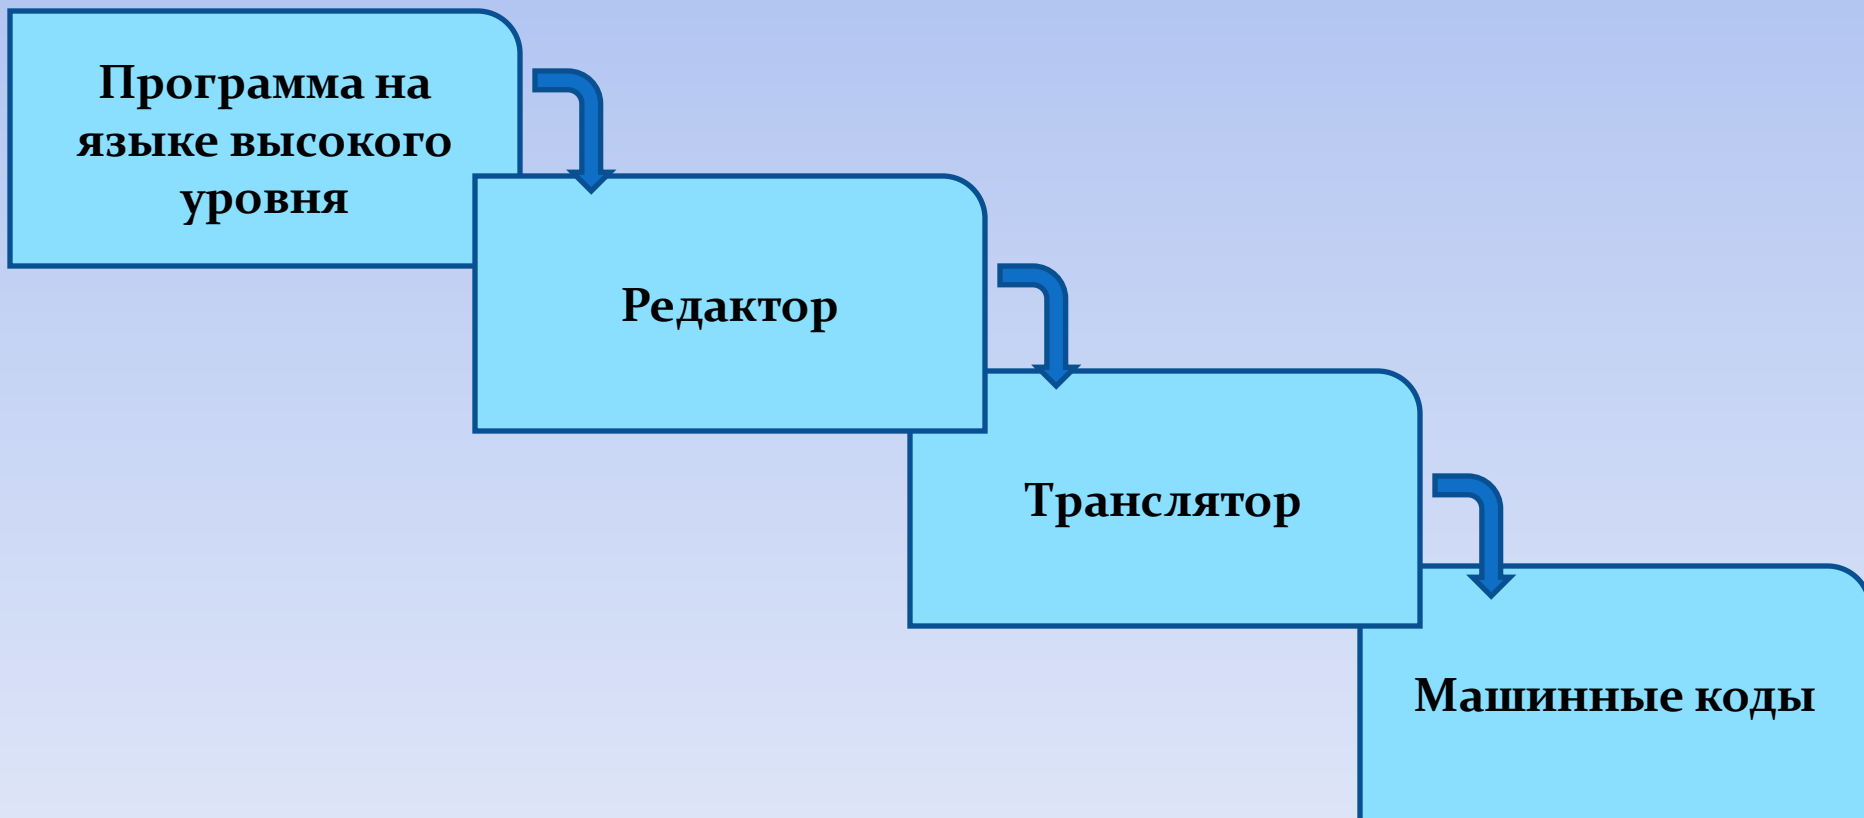 Программа на
языке высокого
уровня
Редактор
Транслятор
Машинные коды